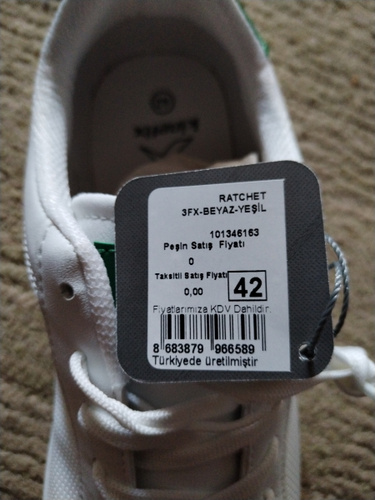 kinetix
RATCHET
3FX-BEYAZ-YEŞİL
101346163
Peşin Satış Fiyatı
0
Taksitli Satış Fiyatı
0,00
42
Fiyatlarımıza KDV Dahildir.
8 683879 966589
Türkiyede üretilmiştir